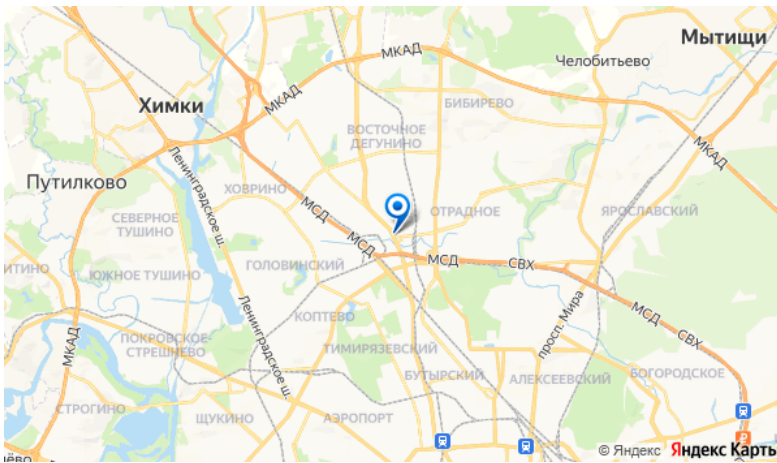 Мытищи
МКАД
Челобитьево
Химки
МКАД
БИБИРЕВО
ВОСТОЧНОЕ
ДЕГУНИНО
МКАД
Ленинградское ш.
Путилково
ХОВРИНО
СЕВЕРНОЕ
ТУШИНО
МСД
ОТРАДНОЕ
ЯРОСЛАВСКИЙ
МСД
МСД
СВХ
ИТИНО
ЮЖНОЕ ТУШИНО
ГОЛОВИНСКИЙ
Ленинградское ш.
КОПТЕВО
просп. Мира
МСД
СВХ
МКАД
ПОКРОВСКОЕ-
СТРЕШНЕВО
ТИМИРЯЗЕВСКИЙ
БУТЫРСКИЙ
АЛЕКСЕЕВСКИЙ
БОГОРОДСКОЕ
СТРОГИНО
ЩУКИНО
АЭРОПОРТ
© Яндекс Яндекс Карты